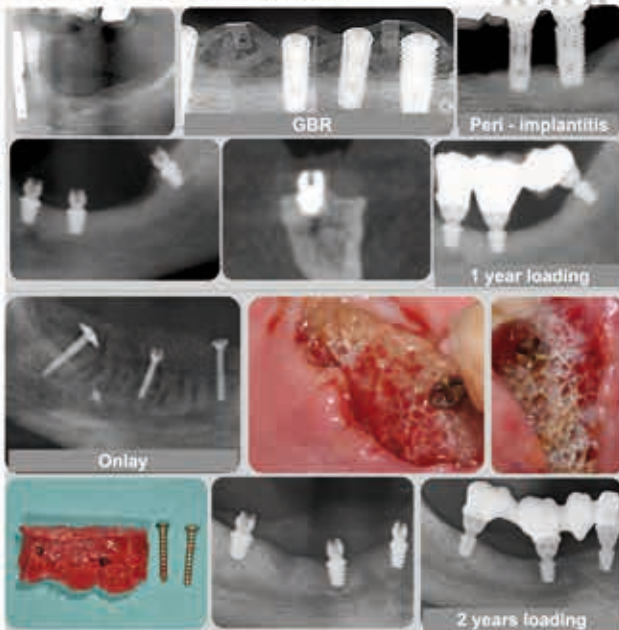 GBR
Peri - implantitis
1 year loading
Onlay
2 years loading